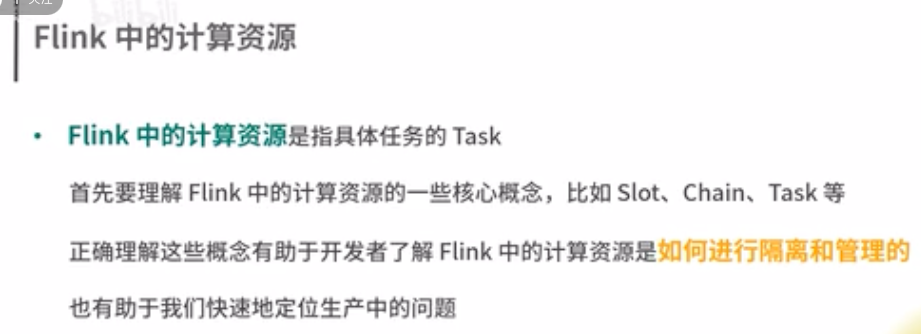 关注
Flink 中的计算资源
• Flink 中的计算资源是指具体任务的 Task
首先要理解 Flink 中的计算资源的一些核心概念，比如 Slot、Chain、Task 等
正确理解这些概念有助于开发者了解 Flink 中的计算资源是如何进行隔离和管理的
也有助于我们快速地定位生产中的问题